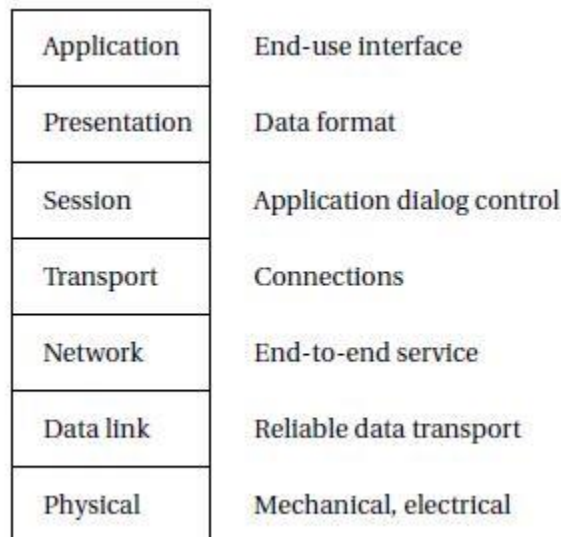 Application End-use interface
Presentation Data format
Session Application dialog control
Transport Connections
Network End-to-end service
Data link Reliable data transport
Physical Mechanical, electrical